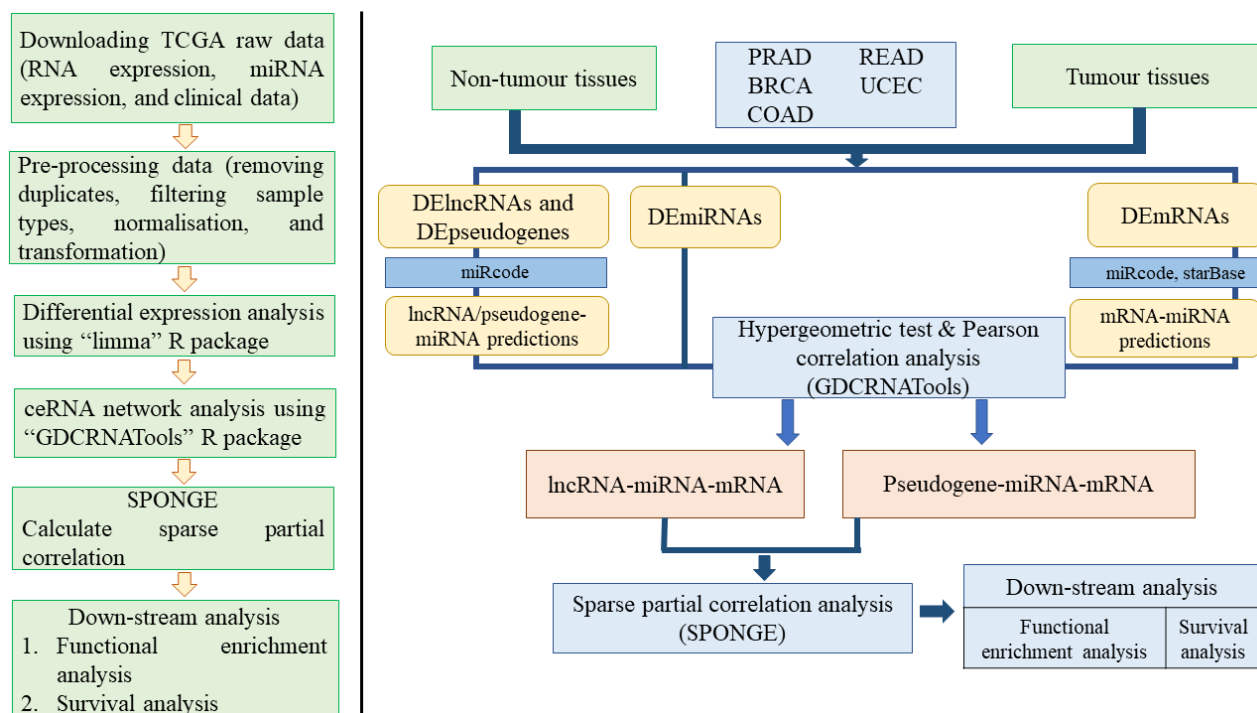 Downloading TCGA raw data
(RNA expression, miRNA
expression, and clinical data)
Pre-processing data (removing
duplicates, filtering sample
types, normalisation, and
transformation)
Differential expression analysis
using “limma” R package
ceRNA network analysis using
“GDCRNATools” R package
SPONGE
Calculate sparse partial
correlation
Down-stream analysis
1. Functional enrichment
analysis
2. Survival analysis
Non-tumour tissues
PRAD READ
BRCA UCEC
COAD
Tumour tissues
DElncRNAs and
DEpseudogenes
DEmiRNAs
DEmRNAs
miRcode
miRcode, starBase
lncRNA/pseudogene-
miRNA predictions
mRNA-miRNA
predictions
Hypergeometric test & Pearson
correlation analysis
(GDCRNATools)
lncRNA-miRNA-mRNA
Pseudogene-miRNA-mRNA
Sparse partial correlation analysis
(SPONGE)
Down-stream analysis
Functional
enrichment analysis
Survival
analysis